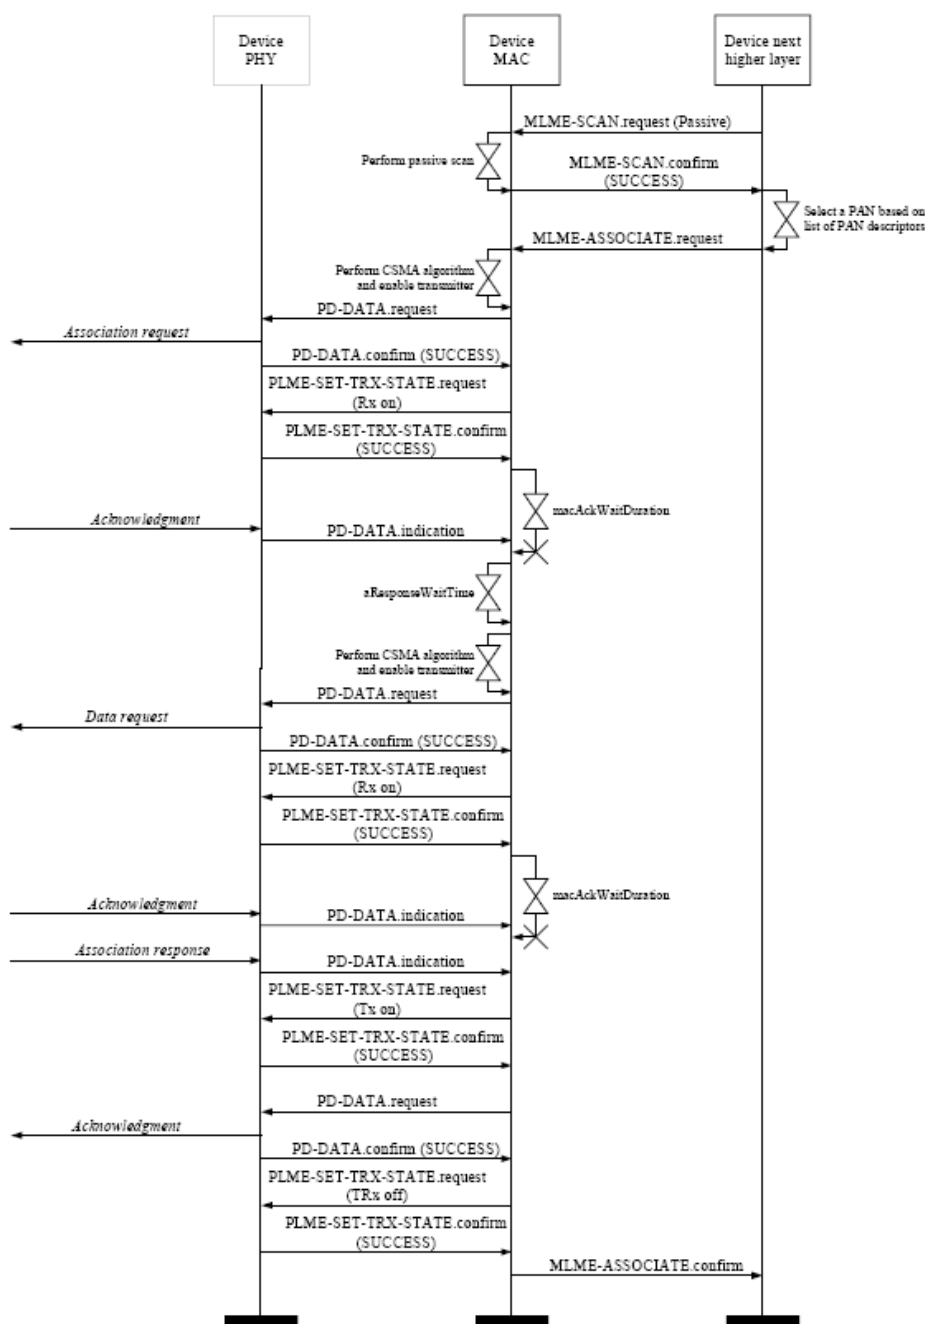 Device
PHY
Device
MAC
Device next
higher layer
MLME-SCAN.request (Passive)
Perform passive scan
MLME-SCAN.confirm
(SUCCESS)
Select a PAN based on
list of PAN descriptors
MLME-ASSOCIATE.request
Perform CSMA algorithm
and enable transmitter
PD-DATA.request
Association request
PD-DATA.confirm (SUCCESS)
PLME-SET-TRX-STATE.request
(Rx on)
PLME-SET-TRX-STATE.confirm
(SUCCESS)
macAckWaitDuration
Acknowledgment
PD-DATA.indication
aResponseWaitTime
Perform CSMA algorithm
and enable transmitter
PD-DATA.request
Data request
PD-DATA.confirm (SUCCESS)
PLME-SET-TRX-STATE.request
(Rx on)
PLME-SET-TRX-STATE.confirm
(SUCCESS)
macAckWaitDuration
Acknowledgment
PD-DATA.indication
Association response
PD-DATA.indication
PLME-SET-TRX-STATE.request
(Tx on)
PLME-SET-TRX-STATE.confirm
(SUCCESS)
PD-DATA.request
Acknowledgment
PD-DATA.confirm (SUCCESS)
PLME-SET-TRX-STATE.request
(TRx off)
PLME-SET-TRX-STATE.confirm
(SUCCESS)
MLME-ASSOCIATE.confirm